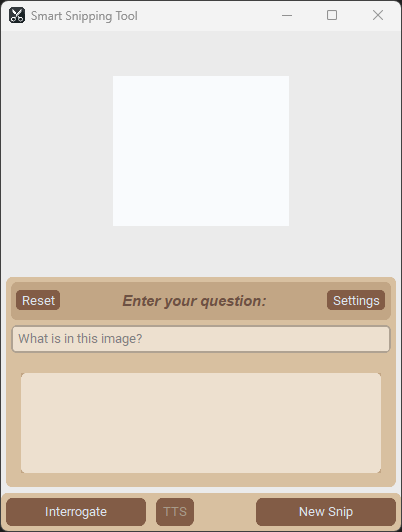 Smart Snipping Tool
Reset Enter your question: Settings
What is in this image?
Interrogate TTS New Snip